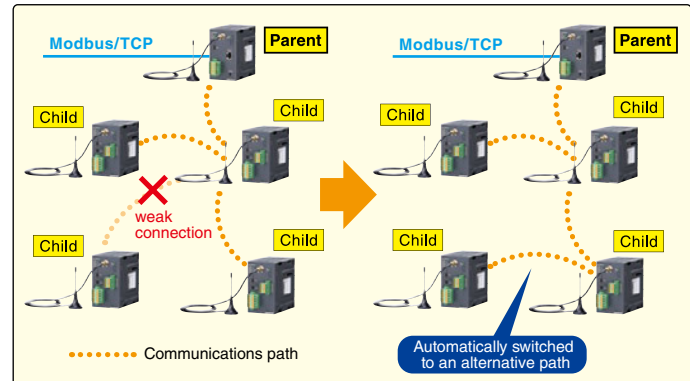 Modbus/TCP
Parent
Child
Child
weak
connection
Child
Child
Communications path
Modbus/TCP
Parent
Child
Child
Child
Child
Automatically switched
to an alternative path